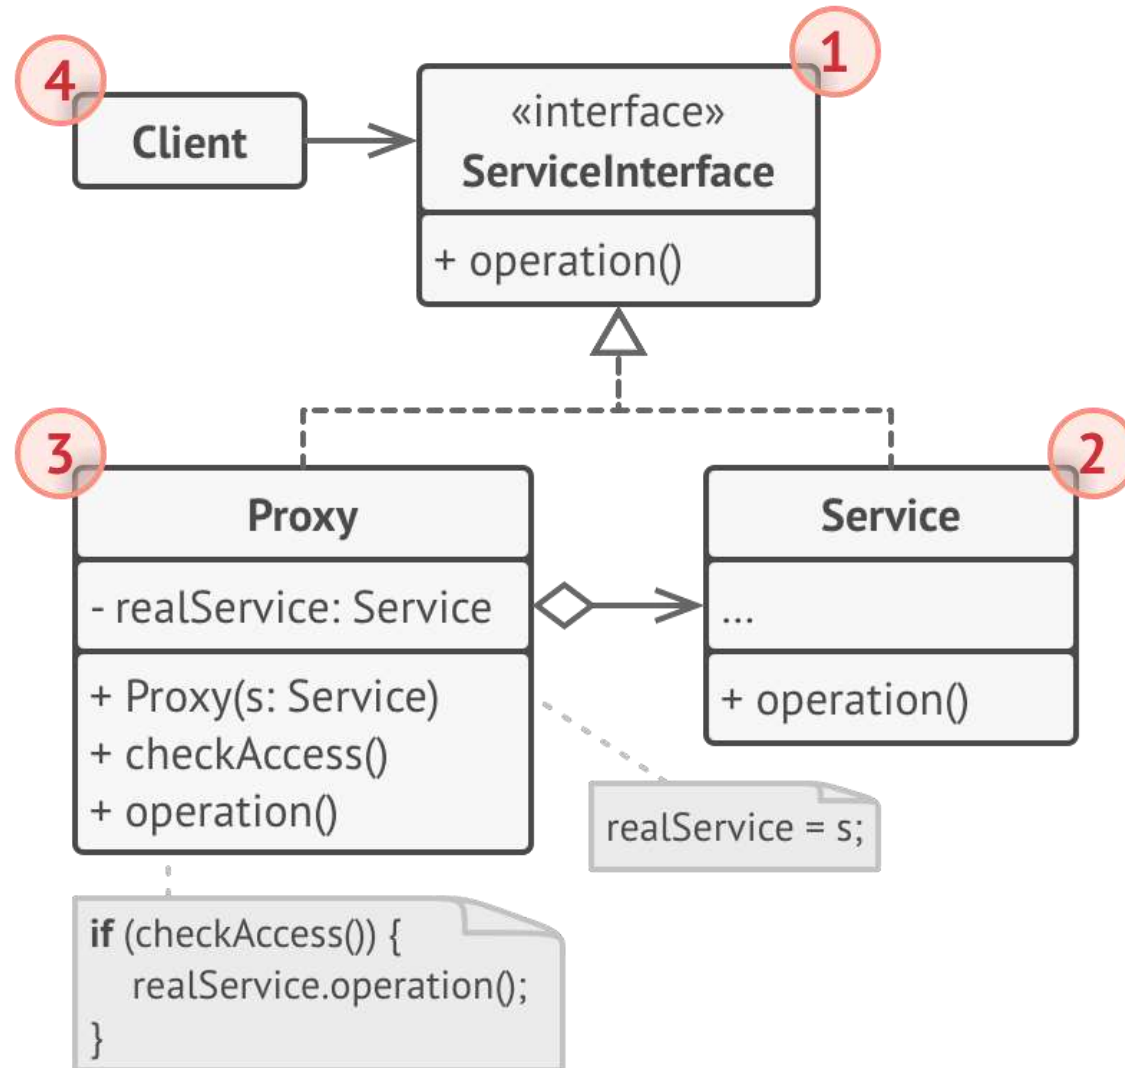 4
Client
1
«interface»
ServiceInterface
+ operation()
3
Proxy
- realService: Service
+ Proxy(s: Service)
+ checkAccess()
+ operation()
2
Service
...
+ operation()
realService = s;
if (checkAccess()) {
realService.operation();
}